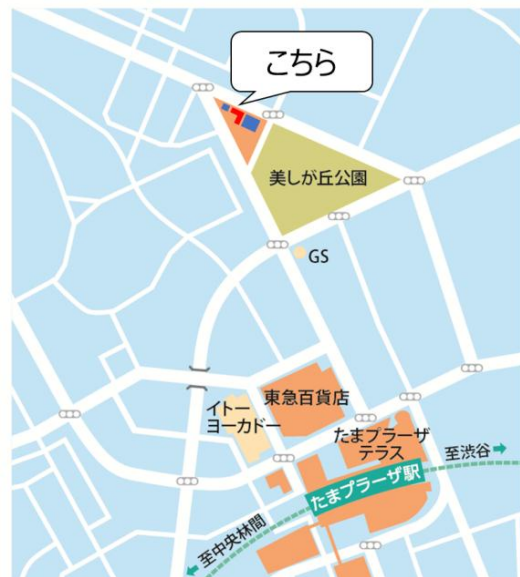 こちら
美しが丘公園
GS
東急百貨店
イトー
ヨーカドー
たまプラーザ
テラス
至渋谷
たまプラーザ駅
至中央林間